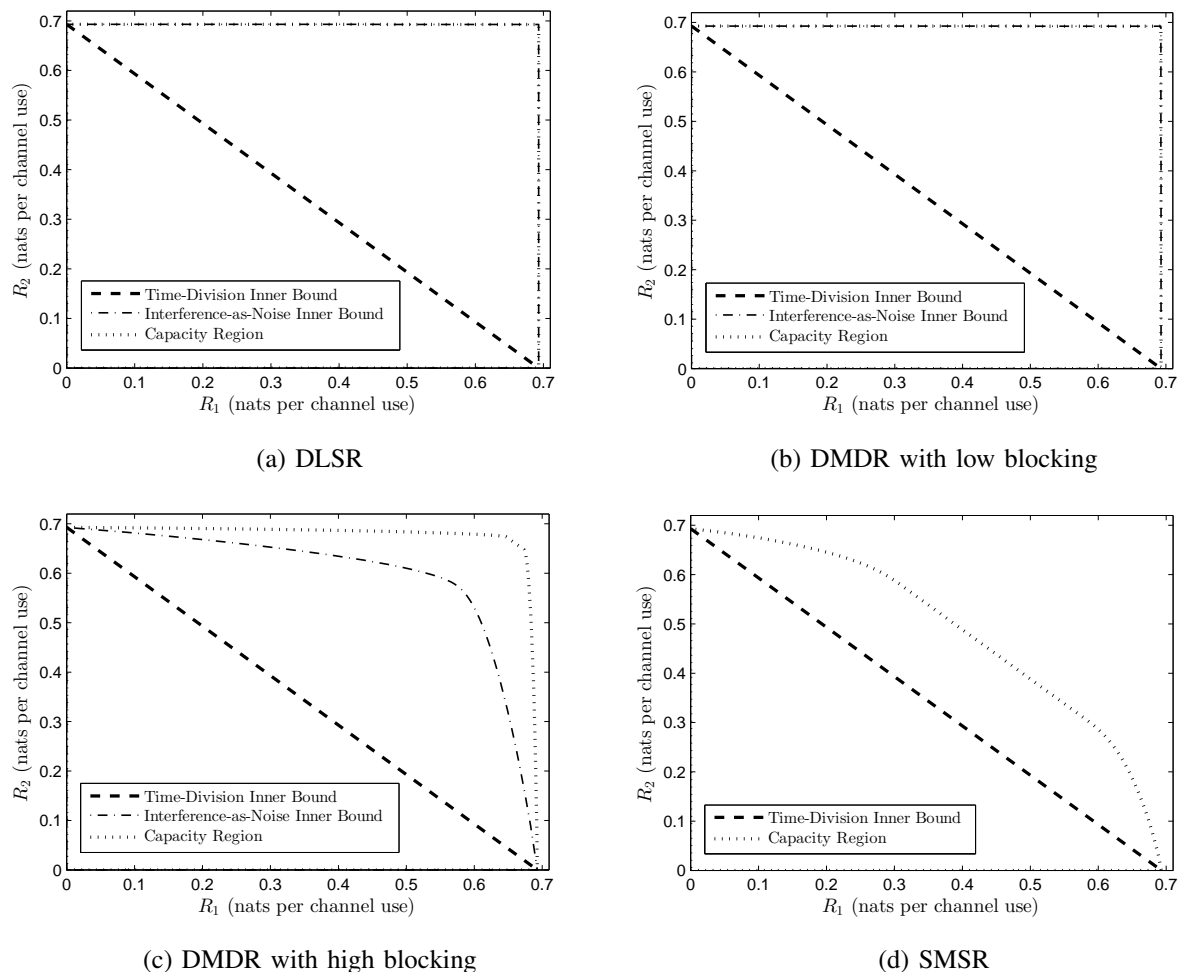 0.7
0.6
0.5
0.4
0.3
0.2
0.1
0
R2 (nats per channel use)
Time-Division Inner Bound
Interference-as-Noise Inner Bound
Capacity Region
0 0.1 0.2 0.3 0.4 0.5 0.6 0.7
R1 (nats per channel use)
(a) DLSR
0.7
0.6
0.5
0.4
0.3
0.2
0.1
0
R2 (nats per channel use)
Time-Division Inner Bound
Interference-as-Noise Inner Bound
Capacity Region
0 0.1 0.2 0.3 0.4 0.5 0.6 0.7
R1 (nats per channel use)
(b) DMDR with low blocking
0.7
0.6
0.5
0.4
0.3
0.2
0.1
0
R2 (nats per channel use)
Time-Division Inner Bound
Interference-as-Noise Inner Bound
Capacity Region
0 0.1 0.2 0.3 0.4 0.5 0.6 0.7
R1 (nats per channel use)
(c) DMDR with high blocking
0.7
0.6
0.5
0.4
0.3
0.2
0.1
0
R2 (nats per channel use)
Time-Division Inner Bound
Capacity Region
0 0.1 0.2 0.3 0.4 0.5 0.6 0.7
R1 (nats per channel use)
(d) SMSR